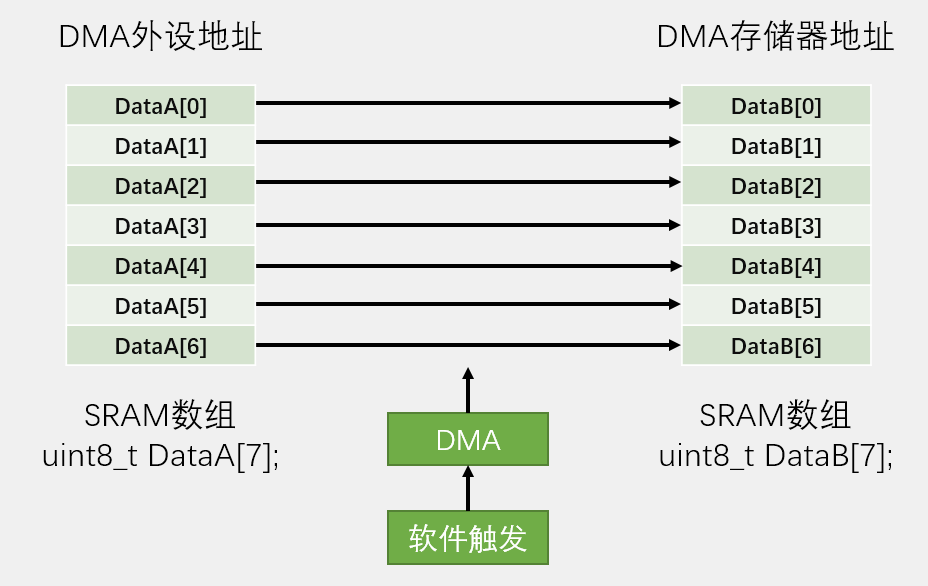 DMA外设地址
DMA存储器地址
DataA[0]
DataB[0]
DataA[1]
DataB[1]
DataA[2]
DataB[2]
DataA[3]
DataB[3]
DataA[4]
DataB[4]
DataA[5]
DataB[5]
DataA[6]
DataB[6]
SRAM数组
uint8_t DataA[7];
SRAM数组
uint8_t DataB[7];
DMA
软件触发